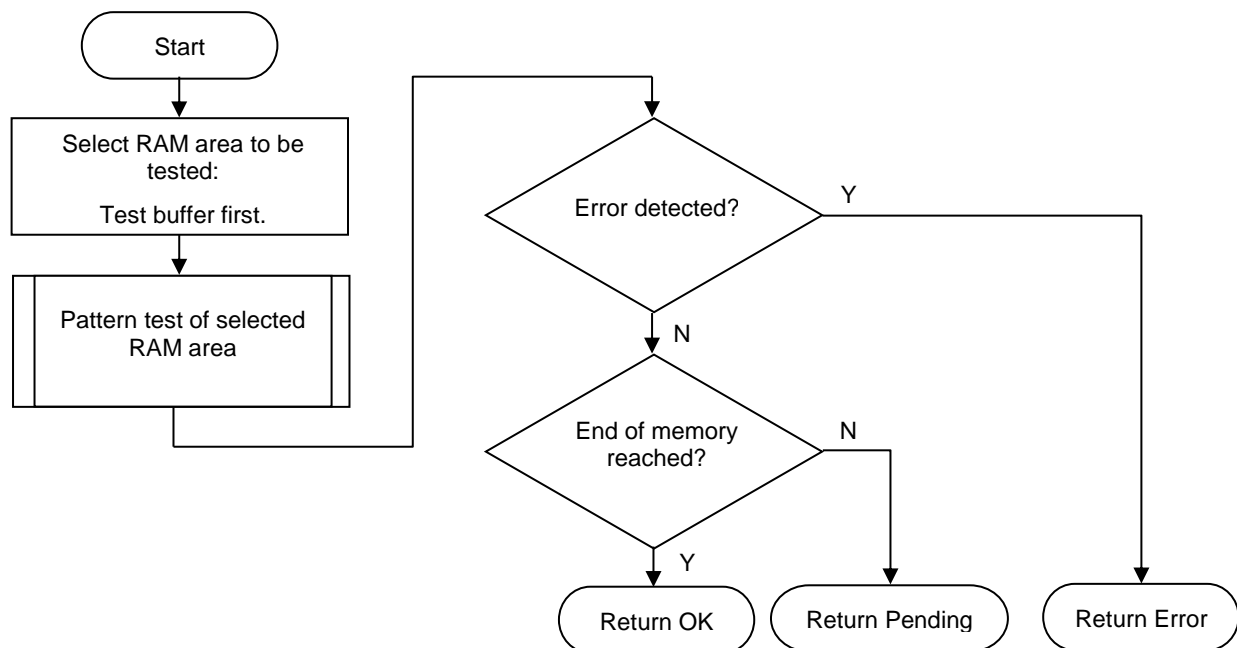 Start
Select RAM area to be
tested:
Test buffer first.
Pattern test of selected
RAM area
Error detected?
Y
N
End of memory
reached?
N
Y
Return OK
Return Pending
Return Error